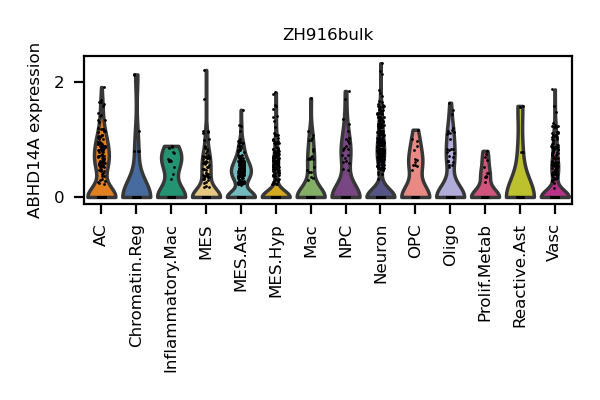 ZH916bulk
ABHD14A expression
2
0
AC
Chromatin.Reg
Inflammatory.Mac
MES
MES.Ast
MES.Hyp
Mac
NPC
Neuron
OPC
Oligo
Prolif.Metab
Reactive.Ast
Vasc